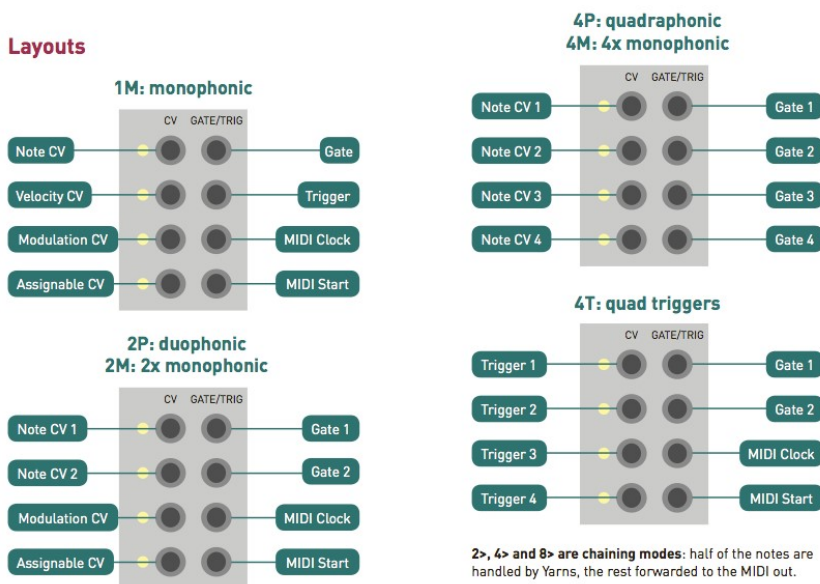 Layouts
1M: monophonic
CV GATE/TRIG
Note CV Gate
Velocity CV Trigger
Modulation CV MIDI Clock
Assignable CV MIDI Start
2P: duophonic
2M: 2x monophonic
CV GATE/TRIG
Note CV 1 Gate 1
Note CV 2 Gate 2
Modulation CV MIDI Clock
Assignable CV MIDI Start
4P: quadraphonic
4M: 4x monophonic
CV GATE/TRIG
Note CV 1 Gate 1
Note CV 2 Gate 2
Note CV 3 Gate 3
Note CV 4 Gate 4
4T: quad triggers
CV GATE/TRIG
Trigger 1 Gate 1
Trigger 2 Gate 2
Trigger 3 MIDI Clock
Trigger 4 MIDI Start
2>, 4> and 8> are chaining modes: half of the notes are
handled by Yarns, the rest forwarded to the MIDI out.